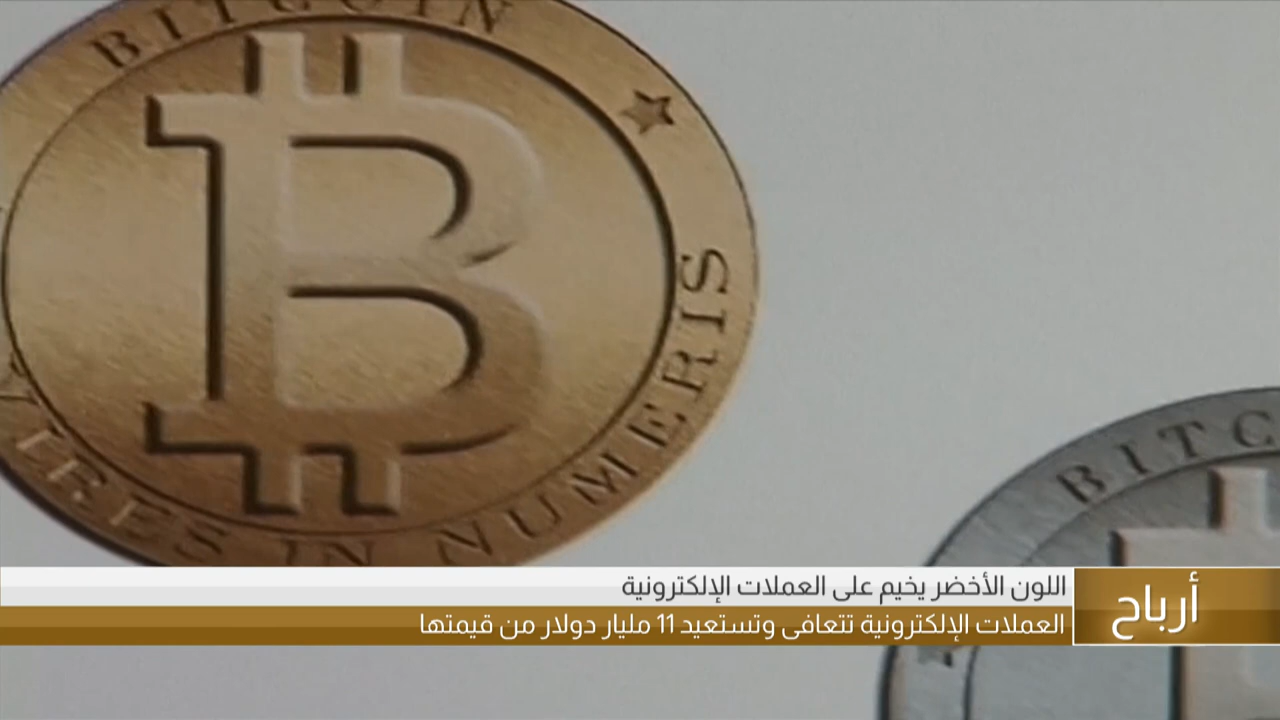 BITCOIN
VIRES IN NUMERIS
BITC
اللون الأخضر يخيم على العملات الإلكترونية
العملات الإلكترونية تتعافى وتستعيد 11 مليار دولار من قيمتها
أرباح